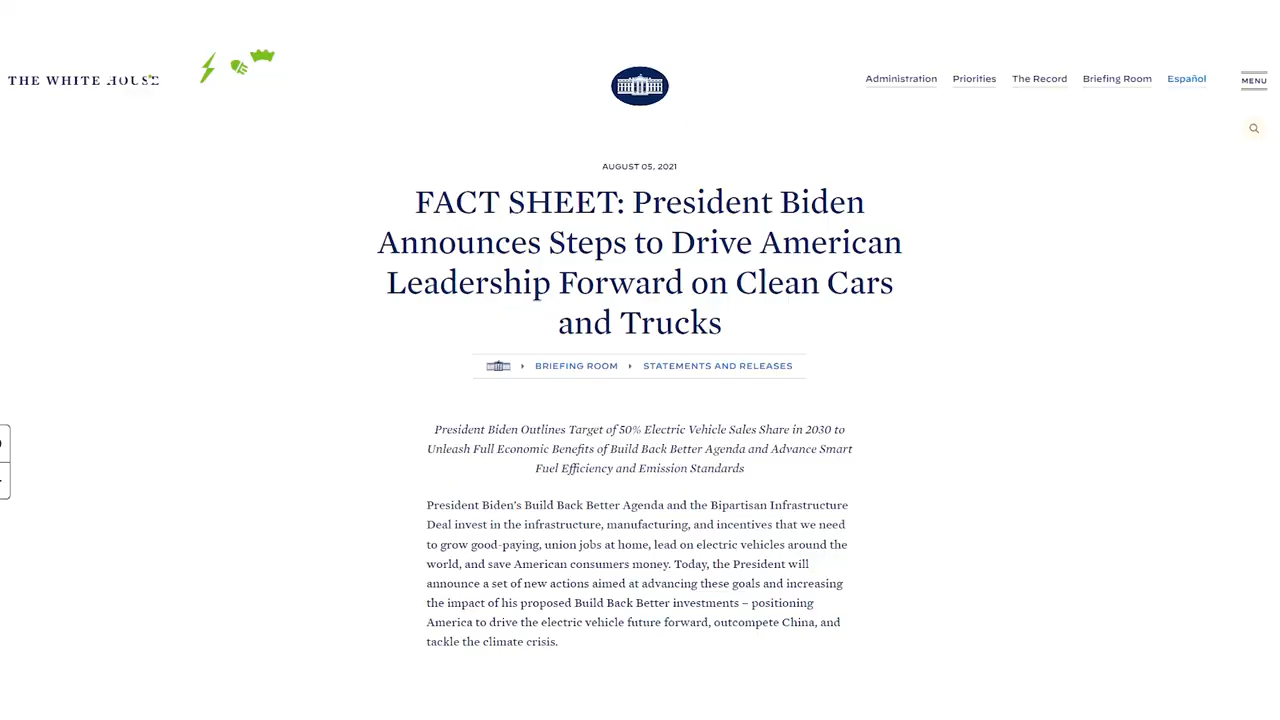 THE WHITE HOUSE
Administration Priorities The Record Briefing Room Español MENU
AUGUST 05, 2021
FACT SHEET: President Biden
Announces Steps to Drive American
Leadership Forward on Clean Cars
and Trucks
BRIEFING ROOM STATEMENTS AND RELEASES
President Biden Outlines Target of 50% Electric Vehicle Sales Share in 2030 to
Unleash Full Economic Benefits of Build Back Better Agenda and Advance Smart
Fuel Efficiency and Emission Standards
President Biden's Build Back Better Agenda and the Bipartisan Infrastructure
Deal invest in the infrastructure, manufacturing, and incentives that we need
to grow good-paying, union jobs at home, lead on electric vehicles around the
world, and save American consumers money. Today, the President will
announce a set of new actions aimed at advancing these goals and increasing
the impact of his proposed Build Back Better investments – positioning
America to drive the electric vehicle future forward, outcompete China, and
tackle the climate crisis.